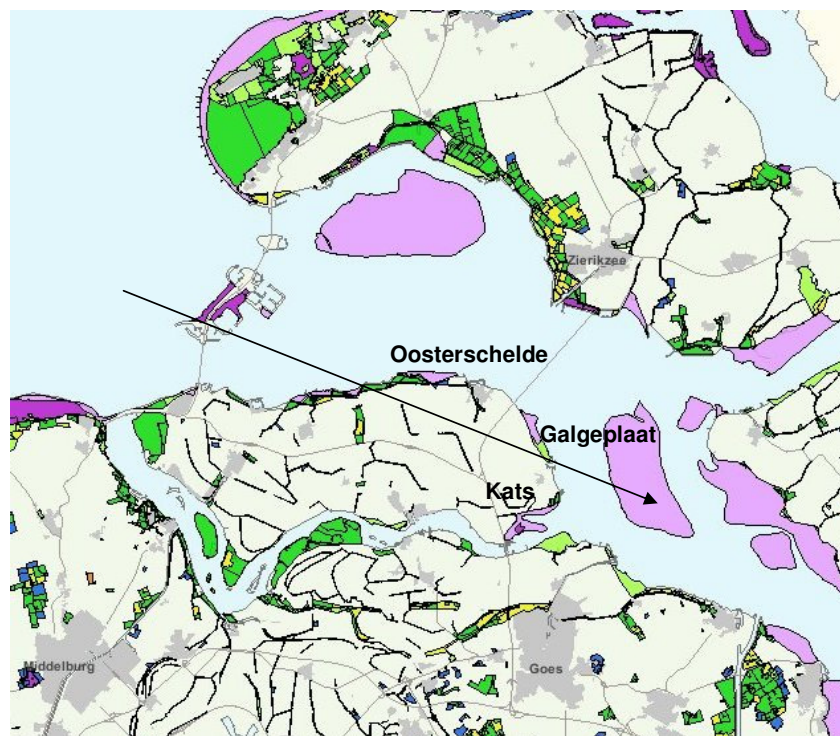 Zierikzee
Oosterschelde
Galgeplaat
Kats
Middelburg
Goes